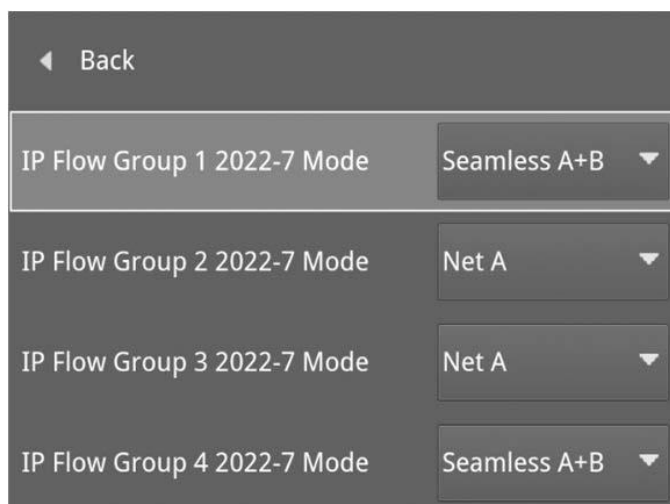 Back
IP Flow Group 1 2022-7 Mode Seamless A+B
IP Flow Group 2 2022-7 Mode Net A
IP Flow Group 3 2022-7 Mode Net A
IP Flow Group 4 2022-7 Mode Seamless A+B